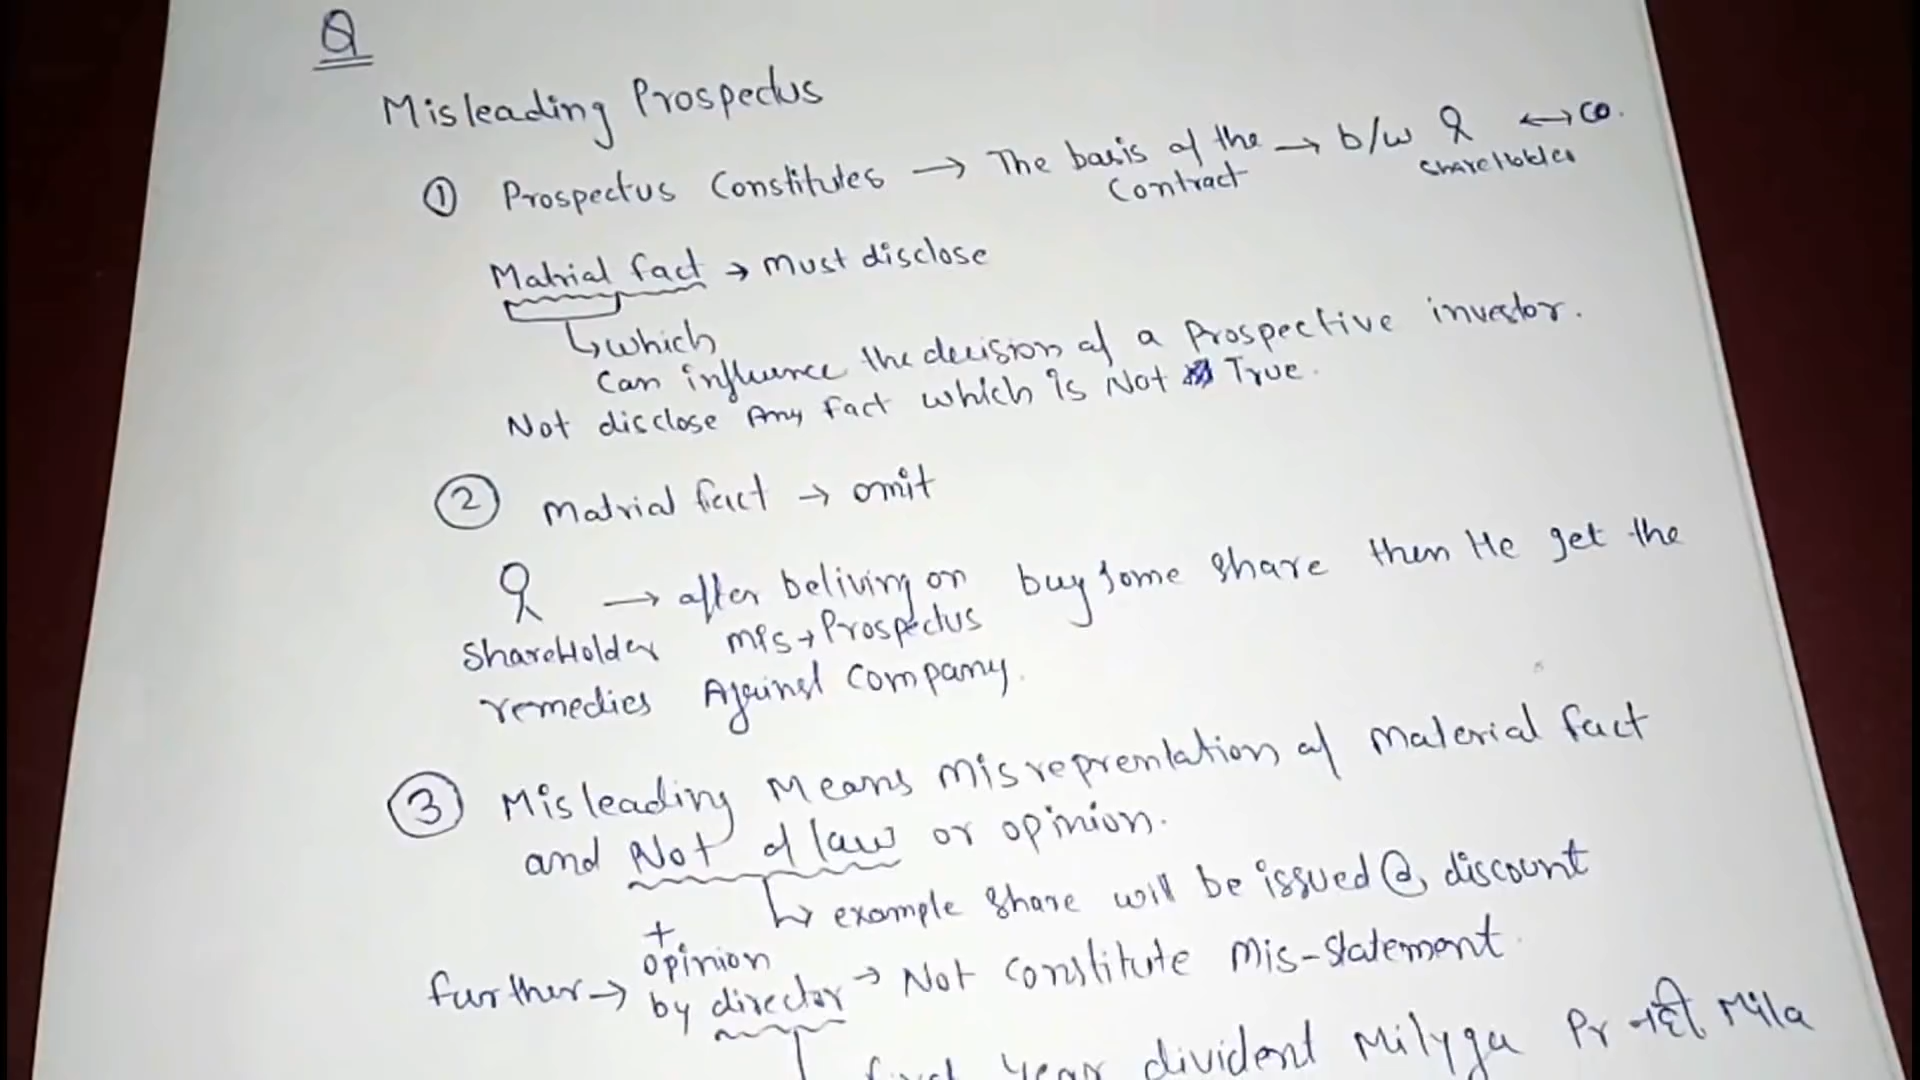 Q
Misleading Prospectus
① Prospectus Constitutes → The basis of the → b/w ↔ co.
Contract
shareHolder
Matrial fact → must disclose
↳ which
Can influence the decision of a Prospective investor.
Not disclose Any fact which is Not True.
② Matrial fact → omit
→ after beliving on buy some share then He get the
shareHolder mis → Prospectus
remedies Against Company.
③ Misleading Means Misreprentation of Material fact
and Not of law or opinion.
↳ example share will be issued @ discount
+
opinion
further → by director → Not constitute Mis-statement.
first year divident Milyga Pr नही Mila